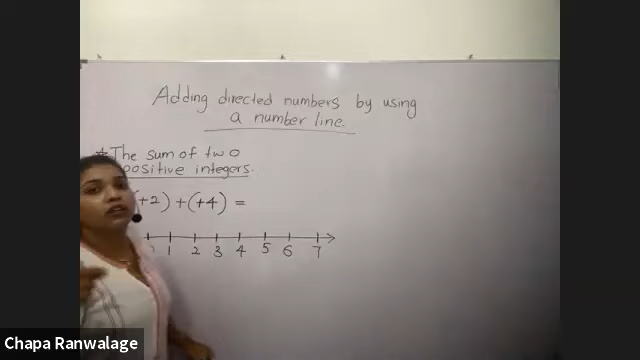 Adding directed numbers by using
a number line.
☆ The sum of two
positive integers.
+2) + (+4) =
1 2 3 4 5 6 7
Chapa Ranwalage